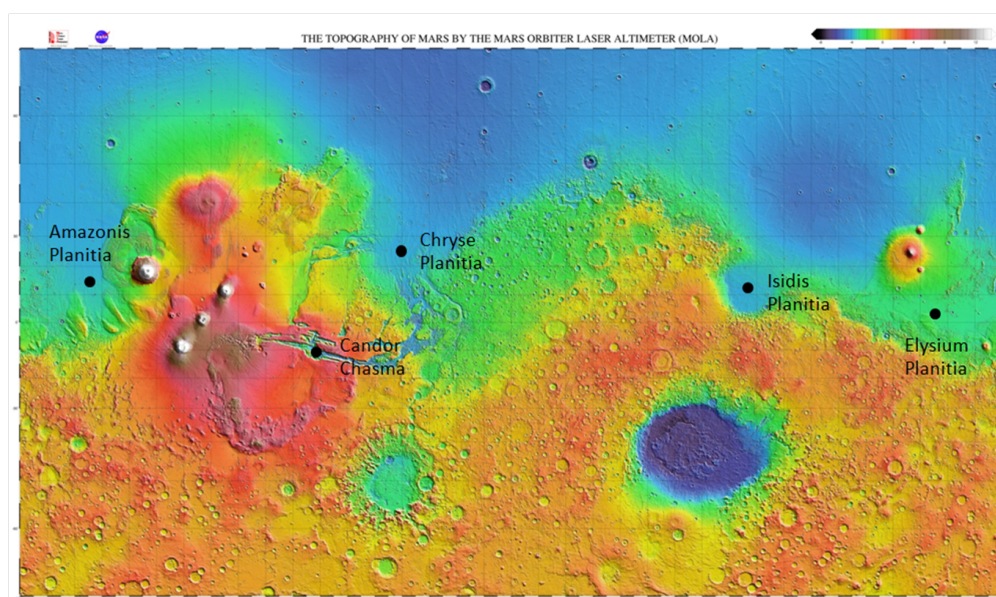 THE TOPOGRAPHY OF MARS BY THE MARS ORBITER LASER ALTIMETER (MOLA)
Amazonis
Planitia
Chryse
Planitia
Isidis
Planitia
Candor
Chasma
Elysium
Planitia